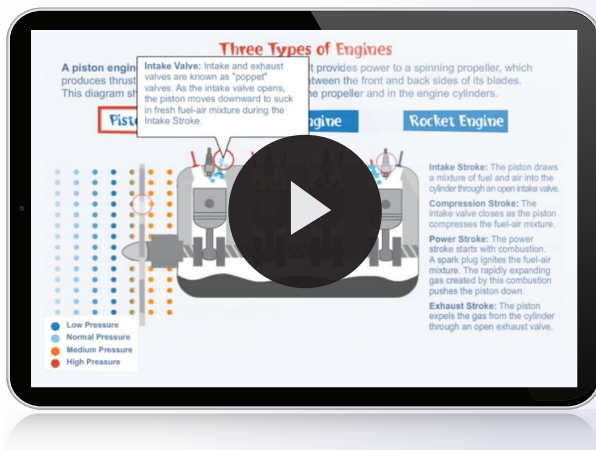 Three Types of Engines
A piston engin t provides power to a spinning propeller, which
produces thrust etween the front and back sides of its blades.
This diagram sh he propeller and in the engine cylinders.
Intake Valve: Intake and exhaust
valves are known as "poppet"
valves. As the intake valve opens,
the piston moves downward to suck
in fresh fuel-air mixture during the
Intake Stroke.
Pist ngine Rocket Engine
Intake Stroke: The piston draws
a mixture of fuel and air into the
cylinder through an open intake valve.
Compression Stroke: The
intake valve closes as the piston
compresses the fuel-air mixture.
Power Stroke: The power
stroke starts with combustion.
A spark plug ignites the fuel-air
mixture. The rapidly expanding
gas created by this combustion
pushes the piston down.
Exhaust Stroke: The piston
expels the gas from the cylinder
through an open exhaust valve.
Low Pressure
Normal Pressure
Medium Pressure
High Pressure